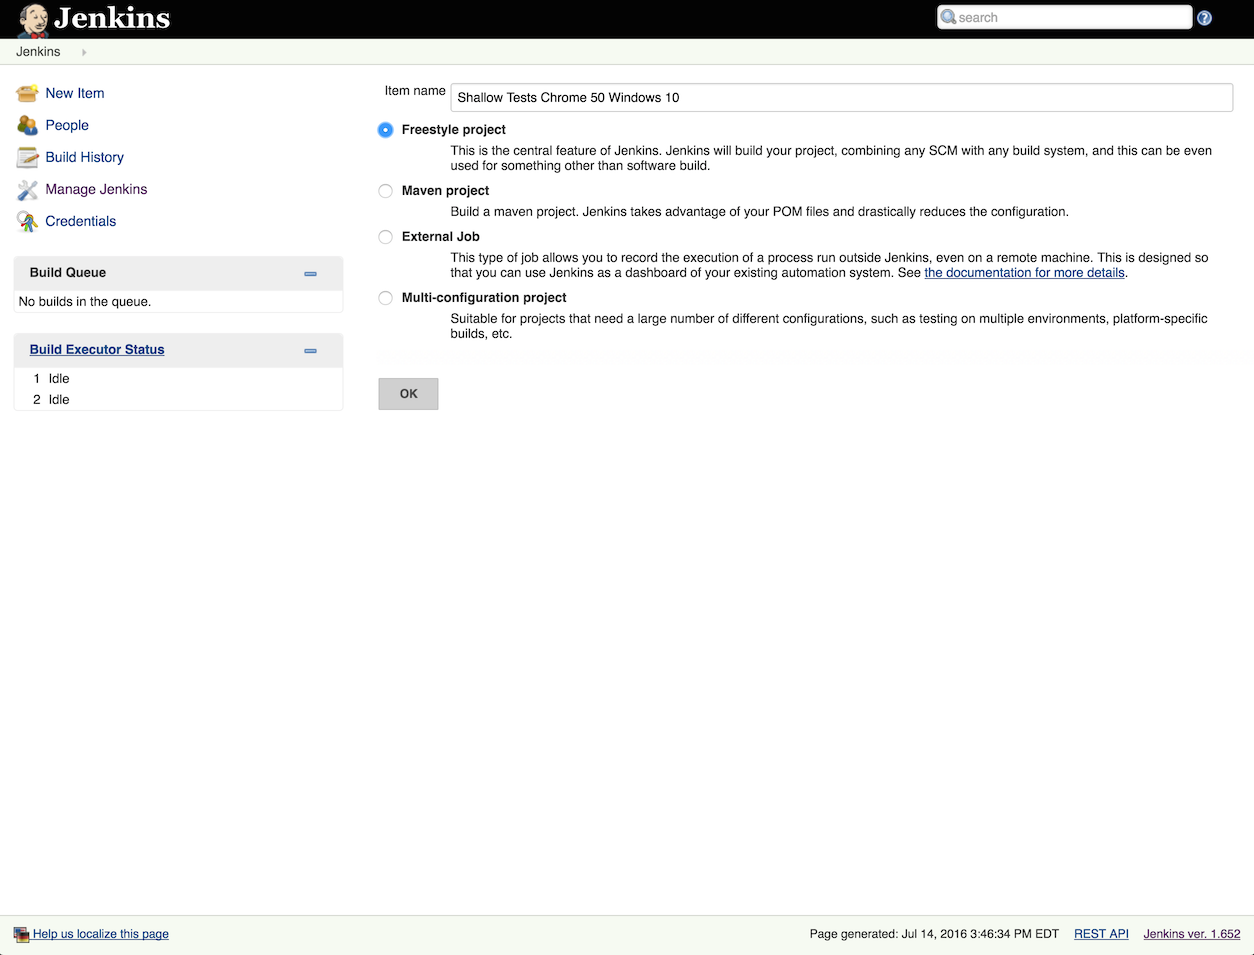 Jenkins
search
Jenkins
New Item
People
Build History
Manage Jenkins
Credentials
Build Queue
No builds in the queue.
Build Executor Status
1 Idle
2 Idle
Item name Shallow Tests Chrome 50 Windows 10
Freestyle project
This is the central feature of Jenkins. Jenkins will build your project, combining any SCM with any build system, and this can be even
used for something other than software build.
Maven project
Build a maven project. Jenkins takes advantage of your POM files and drastically reduces the configuration.
External Job
This type of job allows you to record the execution of a process run outside Jenkins, even on a remote machine. This is designed so
that you can use Jenkins as a dashboard of your existing automation system. See the documentation for more details.
Multi-configuration project
Suitable for projects that need a large number of different configurations, such as testing on multiple environments, platform-specific
builds, etc.
OK
Help us localize this page
Page generated: Jul 14, 2016 3:46:34 PM EDT REST API Jenkins ver. 1.652